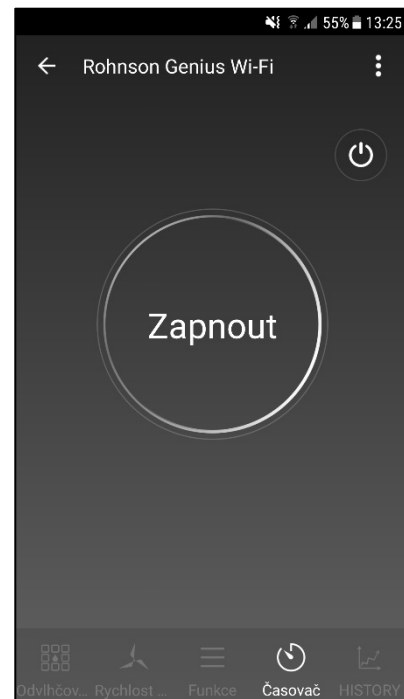 55% 13:25
Rohnson Genius Wi-Fi
Zapnout
Odvlhčov... Rychlost ... Funkce Časovač HISTORY